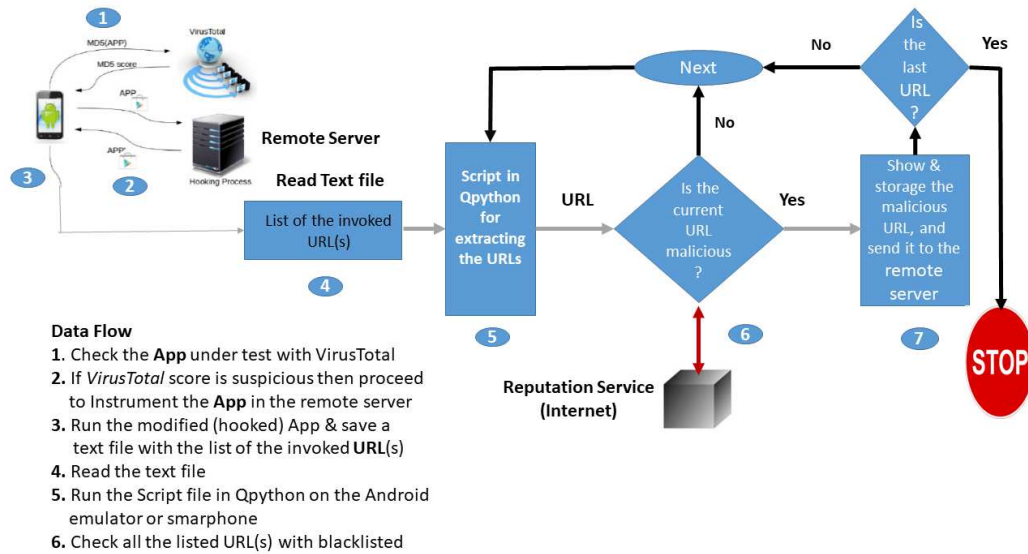 1
VirusTotal
MD5(APP)
MD5 score
APP
APP'
2
3
Hooking Process
Remote Server
Read Text file
List of the invoked
URL(s)
4
Script in
Qpython
for
extracting
the URLs
5
URL
Next
No
Is the
current
URL
malicious
?
Yes
6
Reputation Service
(Internet)
No
Is
the
last
URL
?
Yes
Show &
storage the
malicious
URL, and
send it to the
remote
server
7
STOP
Data Flow
1. Check the App under test with VirusTotal
2. If VirusTotal score is suspicious then proceed
to Instrument the App in the remote server
3. Run the modified (hooked) App & save a
text file with the list of the invoked URL(s)
4. Read the text file
5. Run the Script file in Qpython on the Android
emulator or smarphone
6. Check all the listed URL(s) with blacklisted